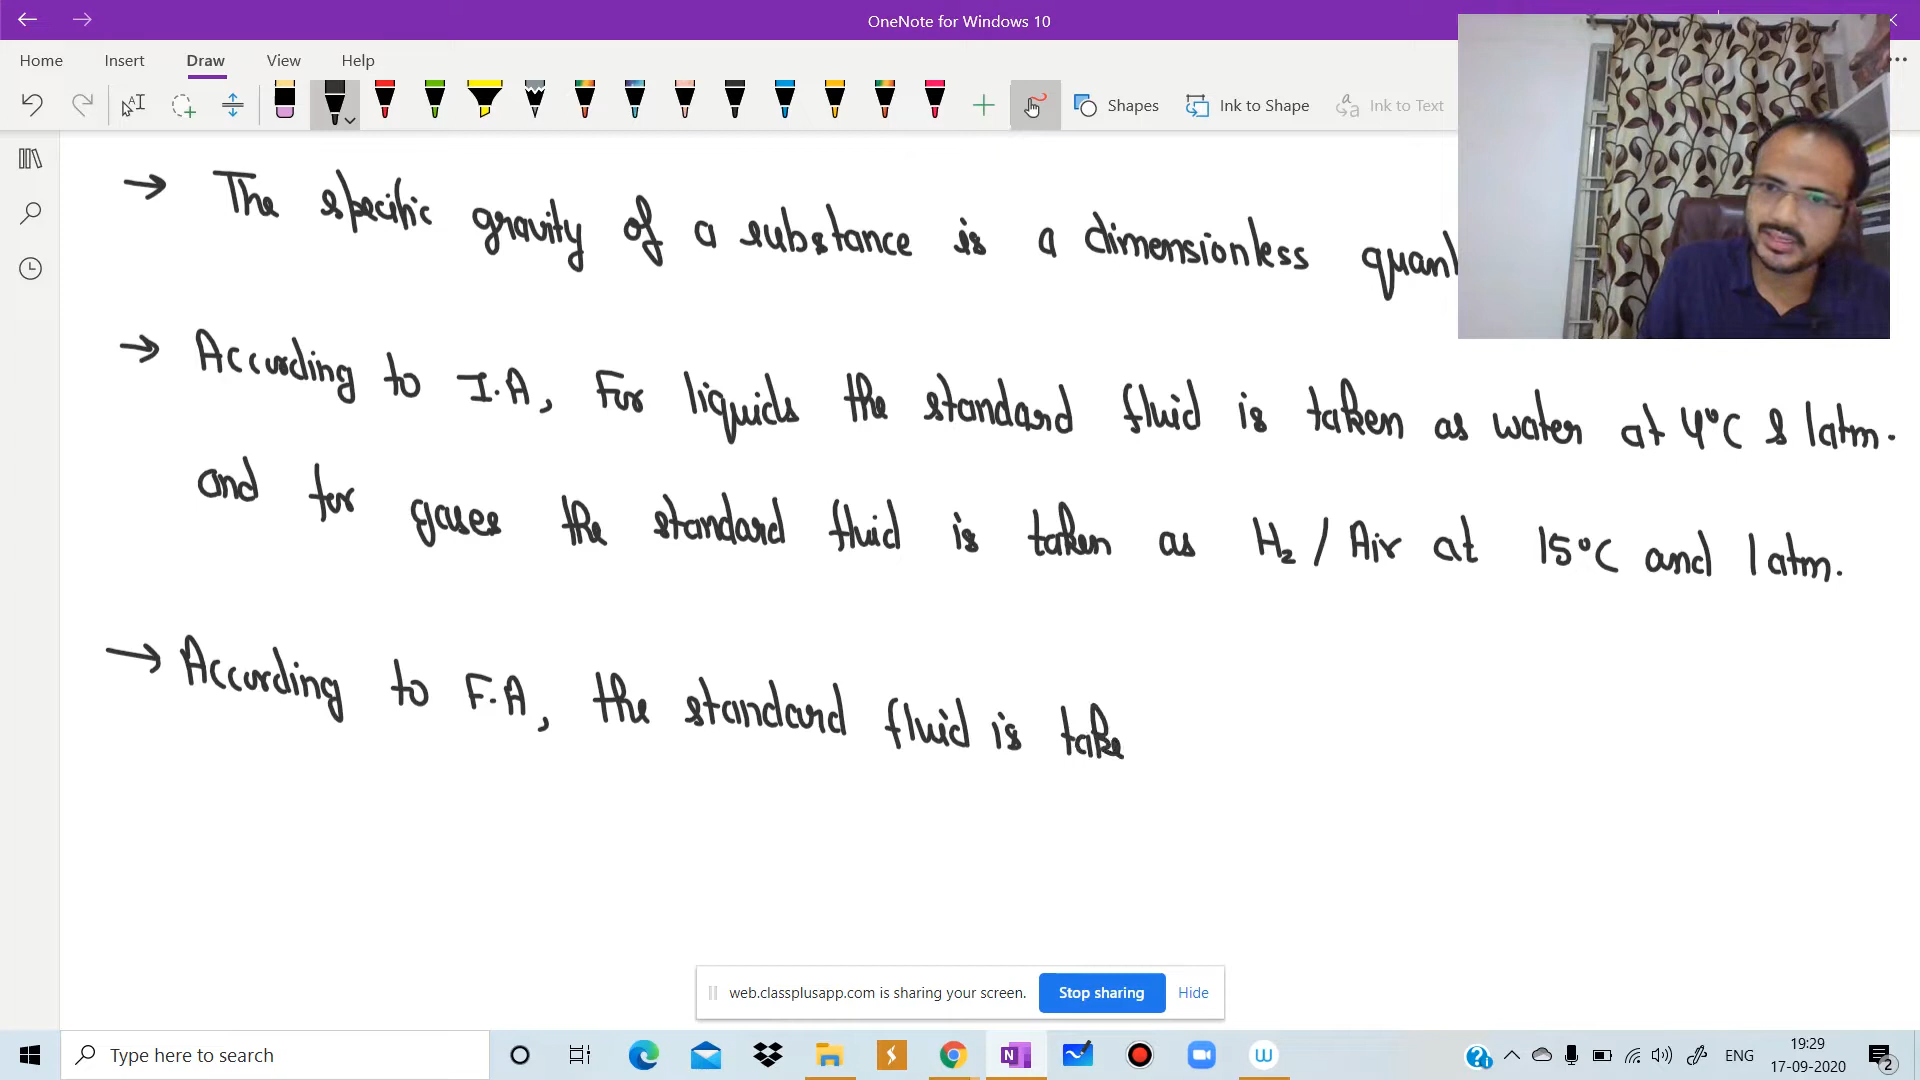 OneNote for Windows 10
Home Insert Draw View Help
Shapes Ink to Shape Ink to Text
→ The specific gravity of a substance is a dimensionless
→ According to I.A, For liquids the standard fluid is taken as water at 4°C & 1atm.
and for gases the standard fluid is taken as H₂ / Air at 15°C and 1 atm.
→ According to F.A, the standard fluid is take
web.classplusapp.com is sharing your screen. Stop sharing Hide
Type here to search
ENG
19:29
17-09-2020
2